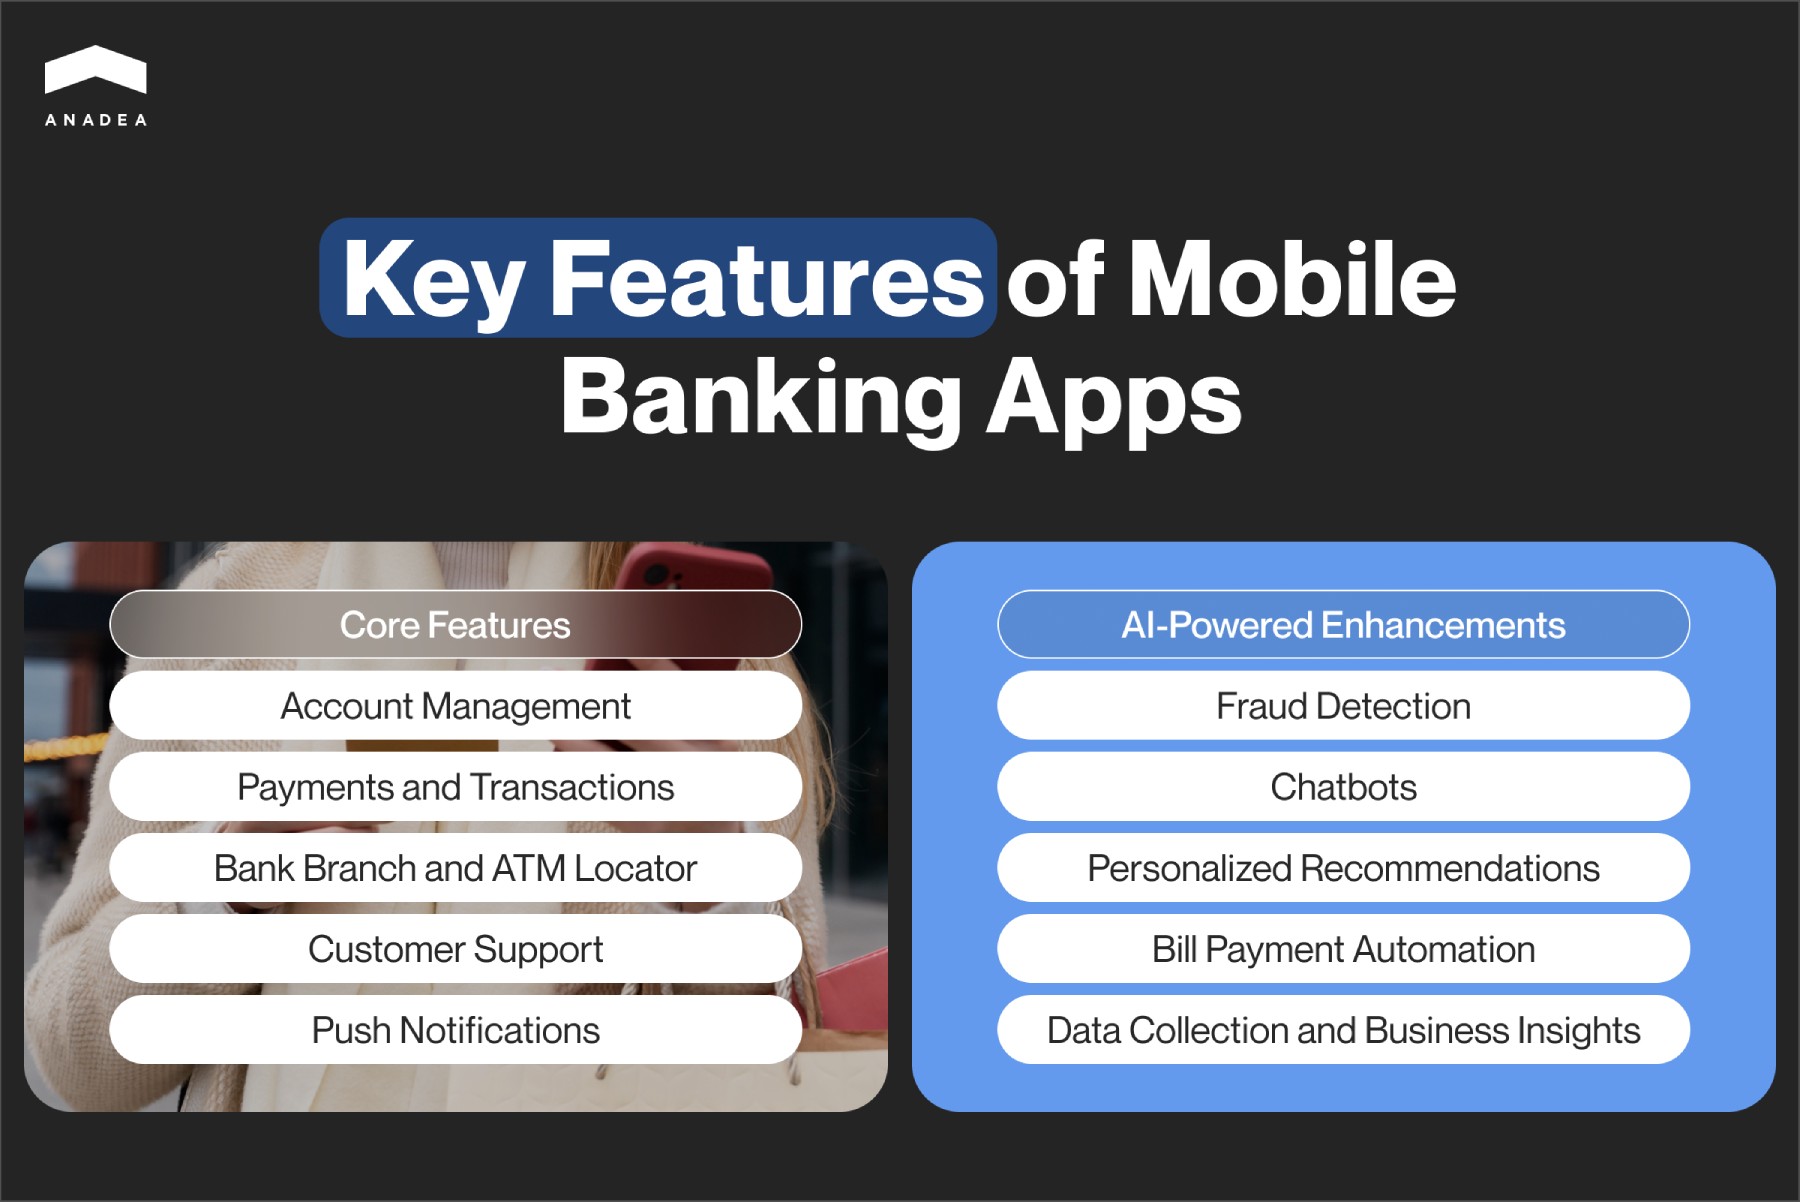 ANADEA
Key Features of Mobile
Banking Apps
Core Features
Account Management
Payments and Transactions
Bank Branch and ATM Locator
Customer Support
Push Notifications
AI-Powered Enhancements
Fraud Detection
Chatbots
Personalized Recommendations
Bill Payment Automation
Data Collection and Business Insights